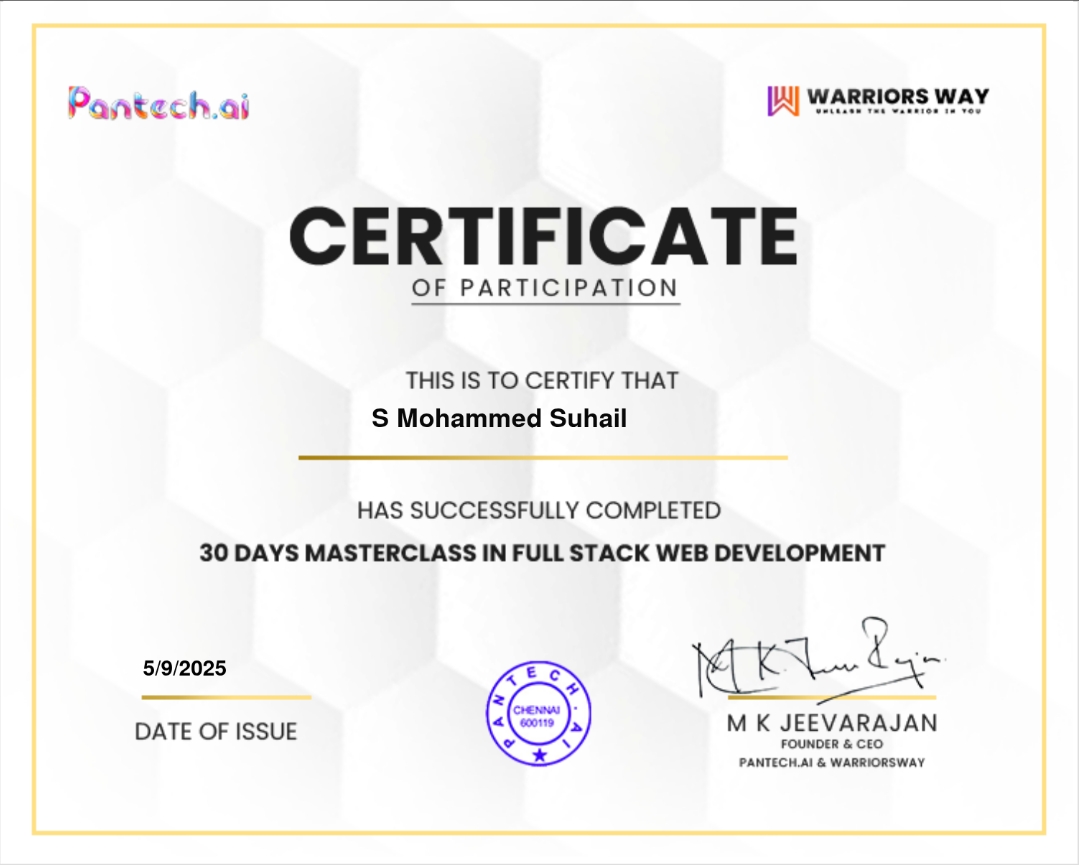 Pantech.ai
WARRIORS WAY
UNLEASH THE WARRIOR IN YOU
CERTIFICATE
OF PARTICIPATION
THIS IS TO CERTIFY THAT
S Mohammed Suhail
HAS SUCCESSFULLY COMPLETED
30 DAYS MASTERCLASS IN FULL STACK WEB DEVELOPMENT
5/9/2025
DATE OF ISSUE
PANTECH.AI
CHENNAI
600119
M K Jeevarajan
M K JEEVARAJAN
FOUNDER & CEO
PANTECH.AI & WARRIORSWAY